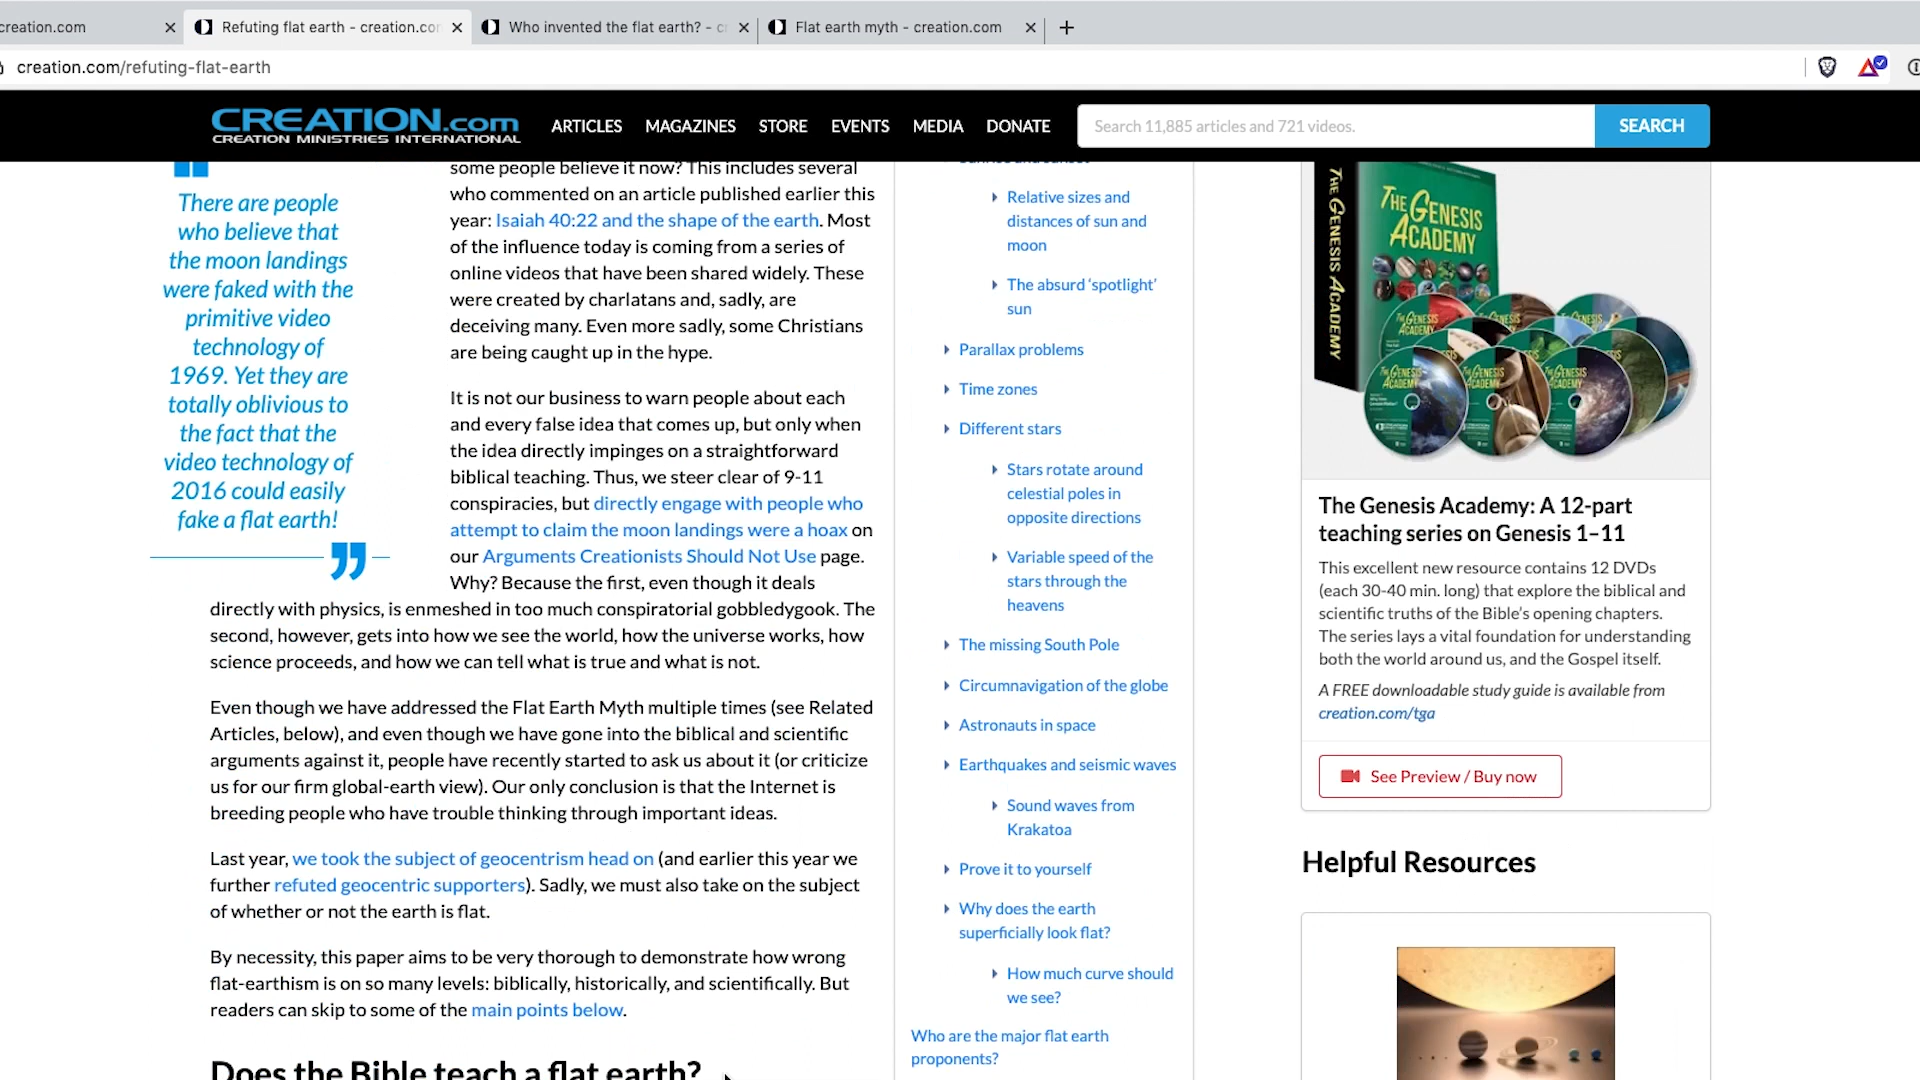 creation.com
Refuting flat earth - creation.co
Who invented the flat earth? - c
Flat earth myth - creation.com
creation.com/refuting-flat-earth
CREATION.com
CREATION MINISTRIES INTERNATIONAL
ARTICLES
MAGAZINES
STORE
EVENTS
MEDIA
DONATE
Search 11,885 articles and 721 videos.
SEARCH
There are people
who believe that
the moon landings
were faked with the
primitive video
technology of
1969. Yet they are
totally oblivious to
the fact that the
video technology of
2016 could easily
fake a flat earth!
some people believe it now? This includes several
who commented on an article published earlier this
year: Isaiah 40:22 and the shape of the earth. Most
of the influence today is coming from a series of
online videos that have been shared widely. These
were created by charlatans and, sadly, are
deceiving many. Even more sadly, some Christians
are being caught up in the hype.
It is not our business to warn people about each
and every false idea that comes up, but only when
the idea directly impinges on a straightforward
biblical teaching. Thus, we steer clear of 9-11
conspiracies, but directly engage with people who
attempt to claim the moon landings were a hoax on
our Arguments Creationists Should Not Use page.
Why? Because the first, even though it deals
directly with physics, is enmeshed in too much conspiratorial gobbledygook. The
second, however, gets into how we see the world, how the universe works, how
science proceeds, and how we can tell what is true and what is not.
Even though we have addressed the Flat Earth Myth multiple times (see Related
Articles, below), and even though we have gone into the biblical and scientific
arguments against it, people have recently started to ask us about it (or criticize
us for our firm global-earth view). Our only conclusion is that the Internet is
breeding people who have trouble thinking through important ideas.
Last year, we took the subject of geocentrism head on (and earlier this year we
further refuted geocentric supporters). Sadly, we must also take on the subject
of whether or not the earth is flat.
By necessity, this paper aims to be very thorough to demonstrate how wrong
flat-earthism is on so many levels: biblically, historically, and scientifically. But
readers can skip to some of the main points below.
Does the Bible teach a flat earth?
Relative sizes and
distances of sun and
moon
The absurd ‘spotlight’
sun
Parallax problems
Time zones
Different stars
Stars rotate around
celestial poles in
opposite directions
Variable speed of the
stars through the
heavens
The missing South Pole
Circumnavigation of the globe
Astronauts in space
Earthquakes and seismic waves
Sound waves from
Krakatoa
Prove it to yourself
Why does the earth
superficially look flat?
How much curve should
we see?
Who are the major flat earth
proponents?
THE GENESIS ACADEMY
THE GENESIS
ACADEMY
The Genesis Academy: A 12-part
teaching series on Genesis 1–11
This excellent new resource contains 12 DVDs
(each 30-40 min. long) that explore the biblical and
scientific truths of the Bible’s opening chapters.
The series lays a vital foundation for understanding
both the world around us, and the Gospel itself.
A FREE downloadable study guide is available from
creation.com/tga
See Preview / Buy now
Helpful Resources